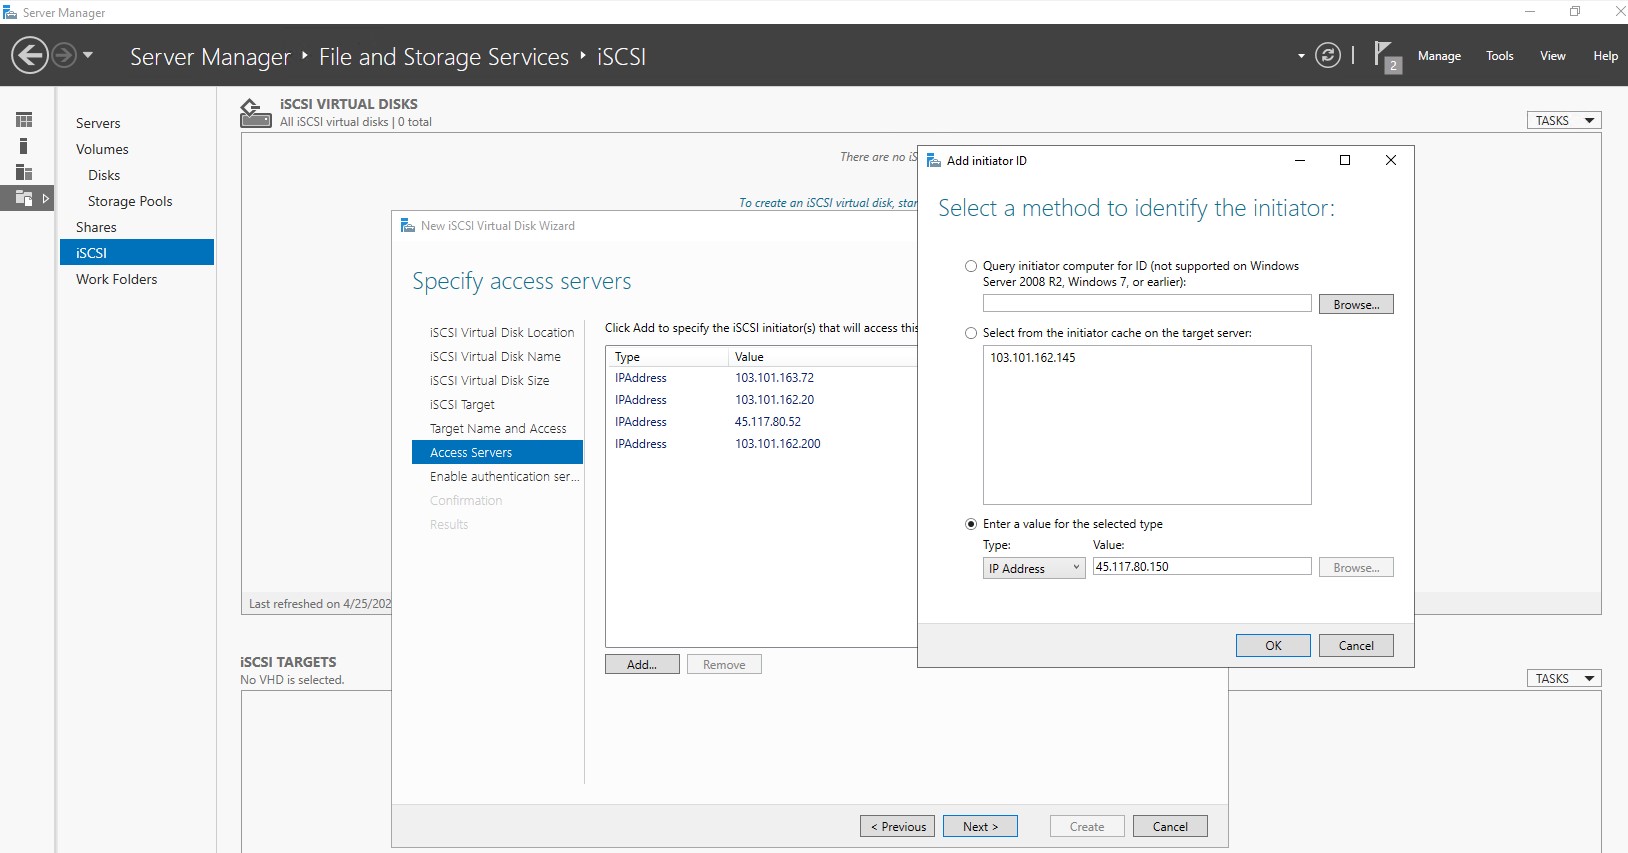 Server Manager
Server Manager ‣ File and Storage Services ‣ iSCSI
2
Manage
Tools
View
Help
Servers
Volumes
Disks
Storage Pools
Shares
iSCSI
Work Folders
iSCSI VIRTUAL DISKS
All iSCSI virtual disks | 0 total
TASKS
There are no iS
To create an iSCSI virtual disk, star
Last refreshed on 4/25/202
iSCSI TARGETS
No VHD is selected.
TASKS
New iSCSI Virtual Disk Wizard
Specify access servers
iSCSI Virtual Disk Location
iSCSI Virtual Disk Name
iSCSI Virtual Disk Size
iSCSI Target
Target Name and Access
Access Servers
Enable authentication ser...
Confirmation
Results
Click Add to specify the iSCSI initiator(s) that will access this
Type Value
IPAddress 103.101.163.72
IPAddress 103.101.162.20
IPAddress 45.117.80.52
IPAddress 103.101.162.200
Add...
Remove
< Previous
Next >
Create
Cancel
Add initiator ID
Select a method to identify the initiator:
Query initiator computer for ID (not supported on Windows
Server 2008 R2, Windows 7, or earlier):
Browse...
Select from the initiator cache on the target server:
103.101.162.145
Enter a value for the selected type
Type: Value:
IP Address 45.117.80.150 Browse...
OK
Cancel